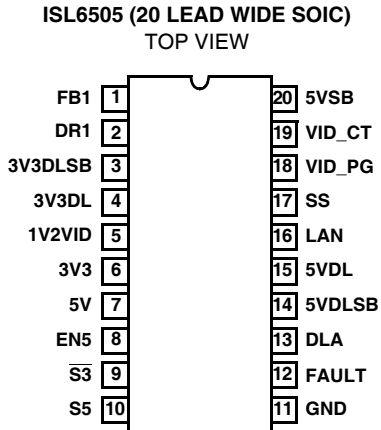 ISL6505 (20 LEAD WIDE SOIC)
TOP VIEW
FB1 1 20 5VSB
DR1 2 19 VID_CT
3V3DLSB 3 18 VID_PG
3V3DL 4 17 SS
1V2VID 5 16 LAN
3V3 6 15 5VDL
5V 7 14 5VDLSB
EN5 8 13 DLA
S̅3̅ 9 12 FAULT
S5 10 11 GND